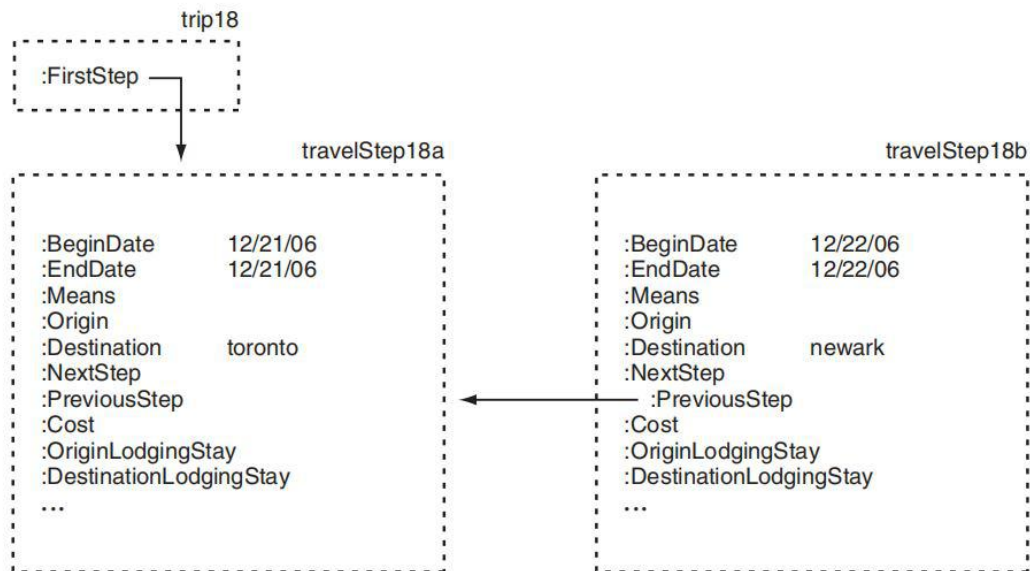 trip18
:FirstStep
travelStep18a
:BeginDate 12/21/06
:EndDate 12/21/06
:Means
:Origin
:Destination toronto
:NextStep
:PreviousStep
:Cost
:OriginLodgingStay
:DestinationLodgingStay
...
travelStep18b
:BeginDate 12/22/06
:EndDate 12/22/06
:Means
:Origin
:Destination newark
:NextStep
:PreviousStep
:Cost
:OriginLodgingStay
:DestinationLodgingStay
...